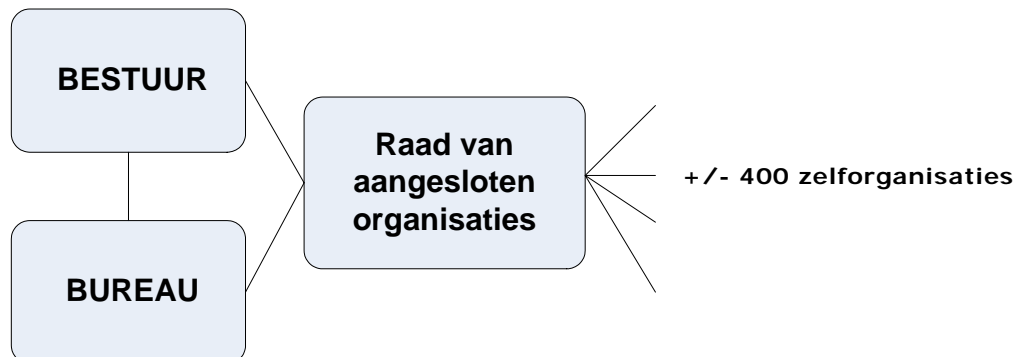 BESTUUR
Raad van
aangesloten
organisaties
+/- 400 zelforganisaties
BUREAU